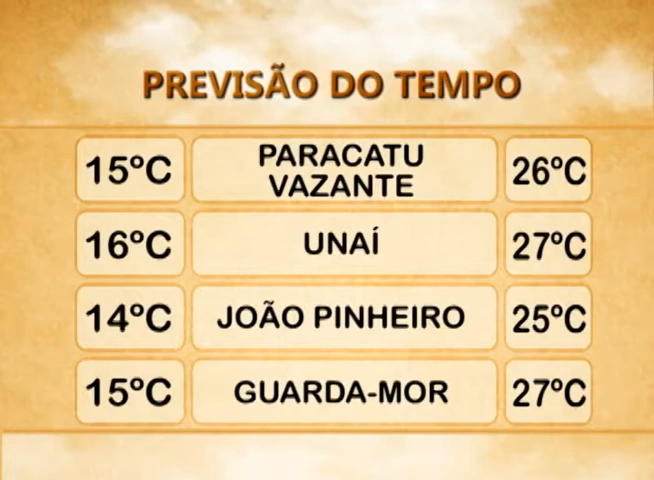 PREVISÃO DO TEMPO
15ºC PARACATU VAZANTE 26ºC
16ºC UNAÍ 27ºC
14ºC JOÃO PINHEIRO 25ºC
15ºC GUARDA-MOR 27ºC